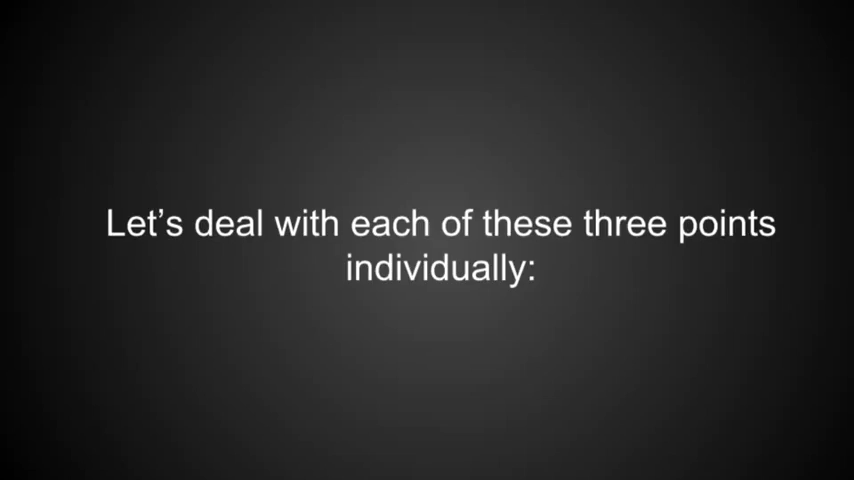 Let’s deal with each of these three points
individually: